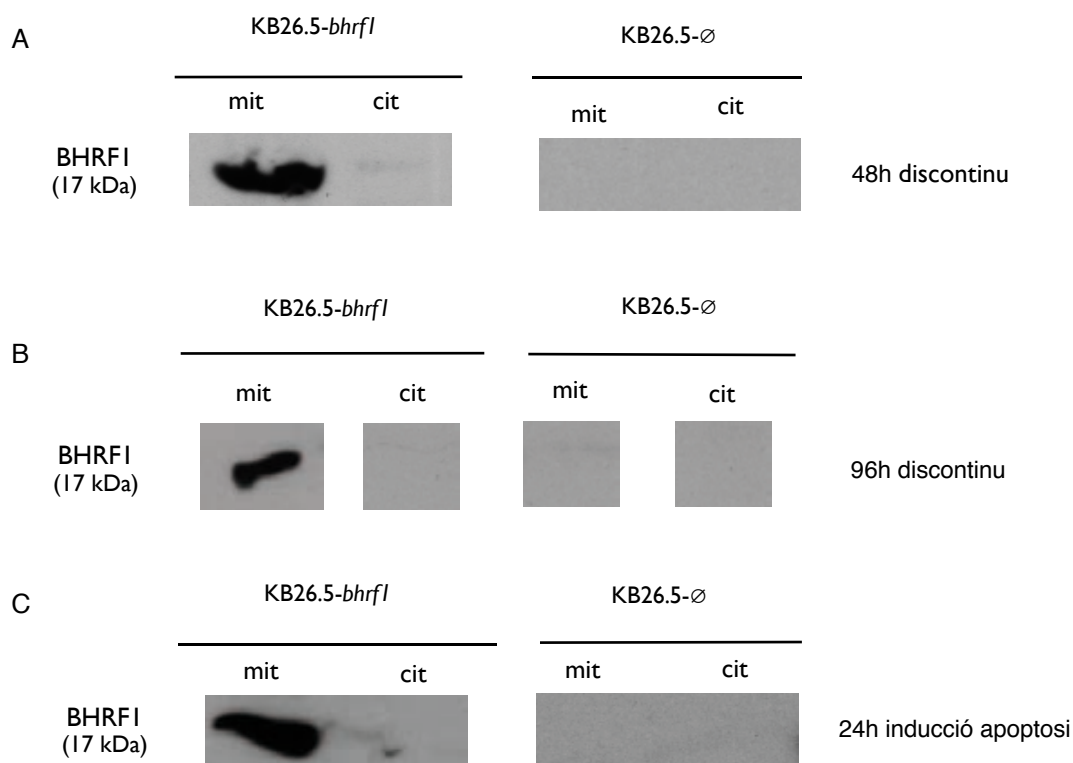 A
KB26.5-bhrf1
KB26.5-∅
mit
cit
mit
cit
BHRF1
(17 kDa)
48h discontinu
B
KB26.5-bhrf1
KB26.5-∅
mit
cit
mit
cit
BHRF1
(17 kDa)
96h discontinu
C
KB26.5-bhrf1
KB26.5-∅
mit
cit
mit
cit
BHRF1
(17 kDa)
24h inducció apoptosi